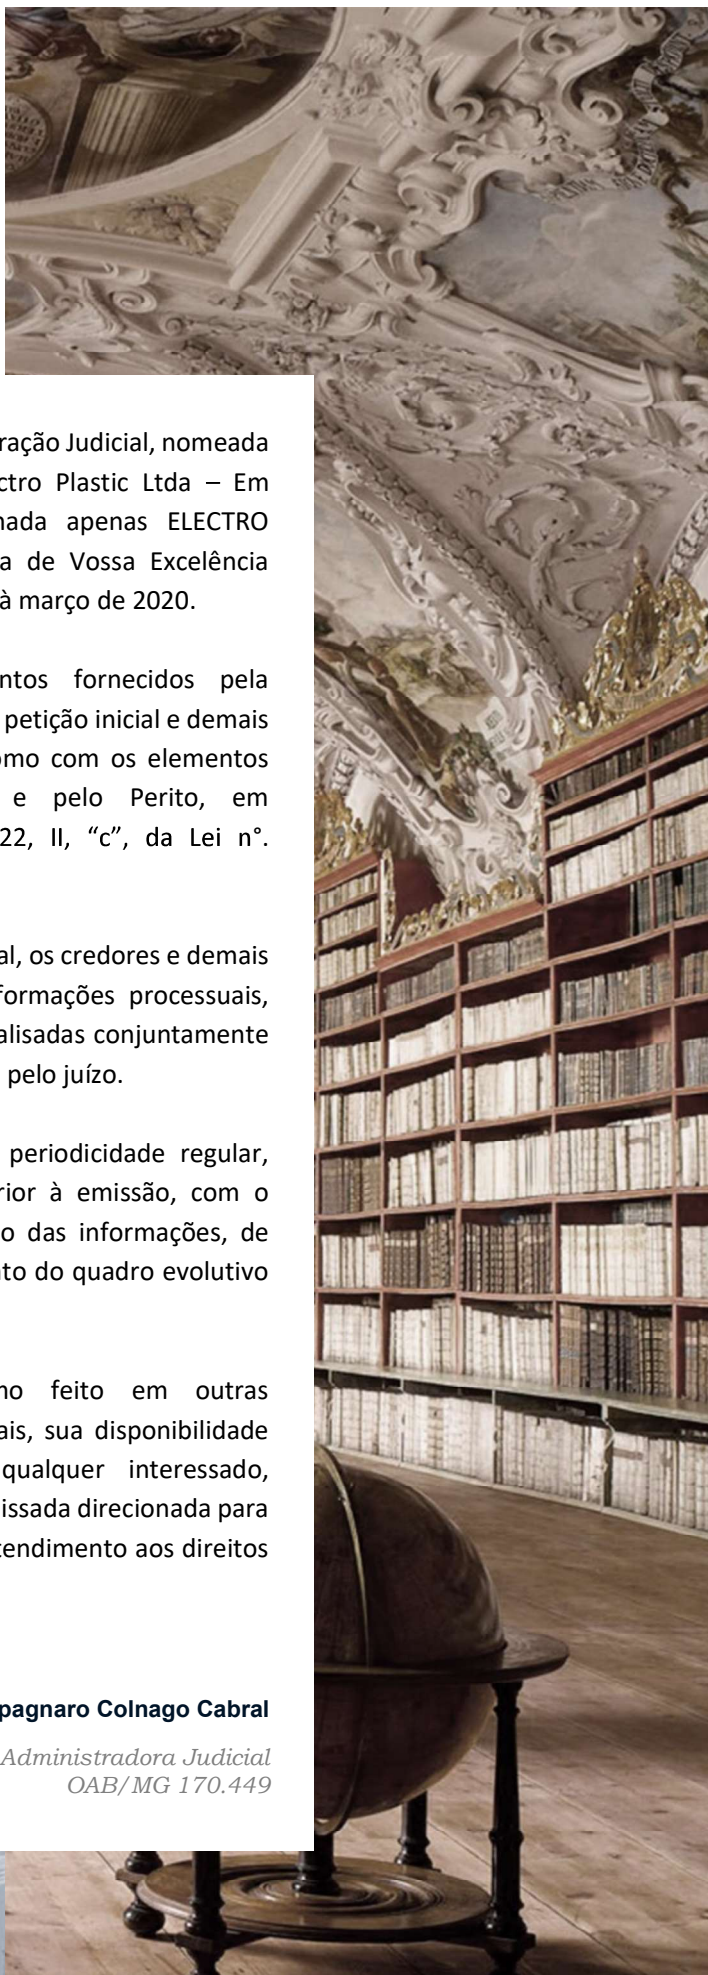 ração Judicial, nomeada
ctro Plastic Ltda – Em
nada apenas ELECTRO
a de Vossa Excelência
à março de 2020.
ntos fornecidos pela
petição inicial e demais
omo com os elementos
e pelo Perito, em
22, II, “c”, da Lei n°.
al, os credores e demais
formações processuais,
alisadas conjuntamente
pelo juízo.
periodicidade regular,
rior à emissão, com o
o das informações, de
nto do quadro evolutivo
no feito em outras
ais, sua disponibilidade
qualquer interessado,
issada direcionada para
tendimento aos direitos
pagnaro Colnago Cabral
Administradora Judicial
OAB/MG 170.449